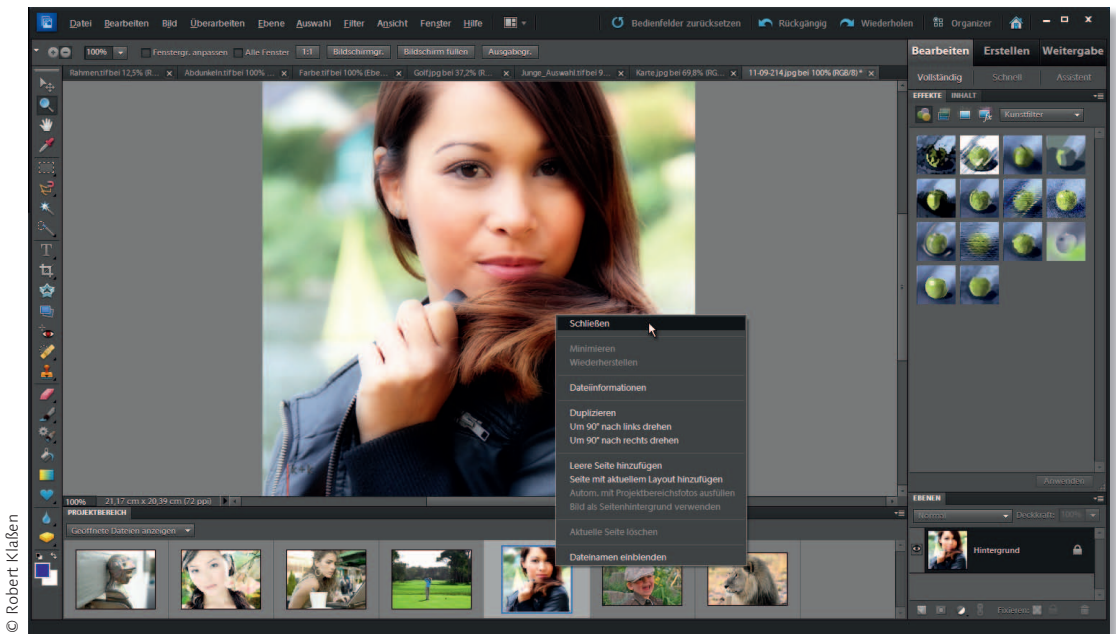 Datei Bearbeiten Bild Überarbeiten Ebene Auswahl Filter Ansicht Fenster Hilfe Bedienfelder zurücksetzen Rückgängig Wiederholen Organizer
100% Fenstergr. anpassen Alle Fenster 1:1 Bildschirmgr. Bildschirm füllen Ausgabegr.
Bearbeiten Erstellen Weitergabe
Rahmen.tif bei 12,5% (R... Abdunkeln.tif bei 100% ... Farbe.tif bei 100% (Ebe... Golf.jpg bei 37,2% (R... Junge_Auswahl.tif bei 9... Karte.jpg bei 69,8% (RG... 11-09-214.jpg bei 100% (RGB/8) *
Vollständig Schnell Assistent
EFFEKTE INHALT
Kunstfilter
Schließen
Minimieren
Wiederherstellen
Dateiinformationen
Duplizieren
Um 90° nach links drehen
Um 90° nach rechts drehen
Leere Seite hinzufügen
Seite mit aktuellem Layout hinzufügen
Autom. mit Projektbereichsfotos ausfüllen
Bild als Seitenhintergrund verwenden
Aktuelle Seite löschen
Dateinamen einblenden
Anwenden
100% 21,17 cm x 20,39 cm (72 ppi)
PROJEKTBEREICH
Geöffnete Dateien anzeigen
EBENEN
Normal Deckkraft: 100%
Hintergrund
Fixieren:
© Robert Klaßen